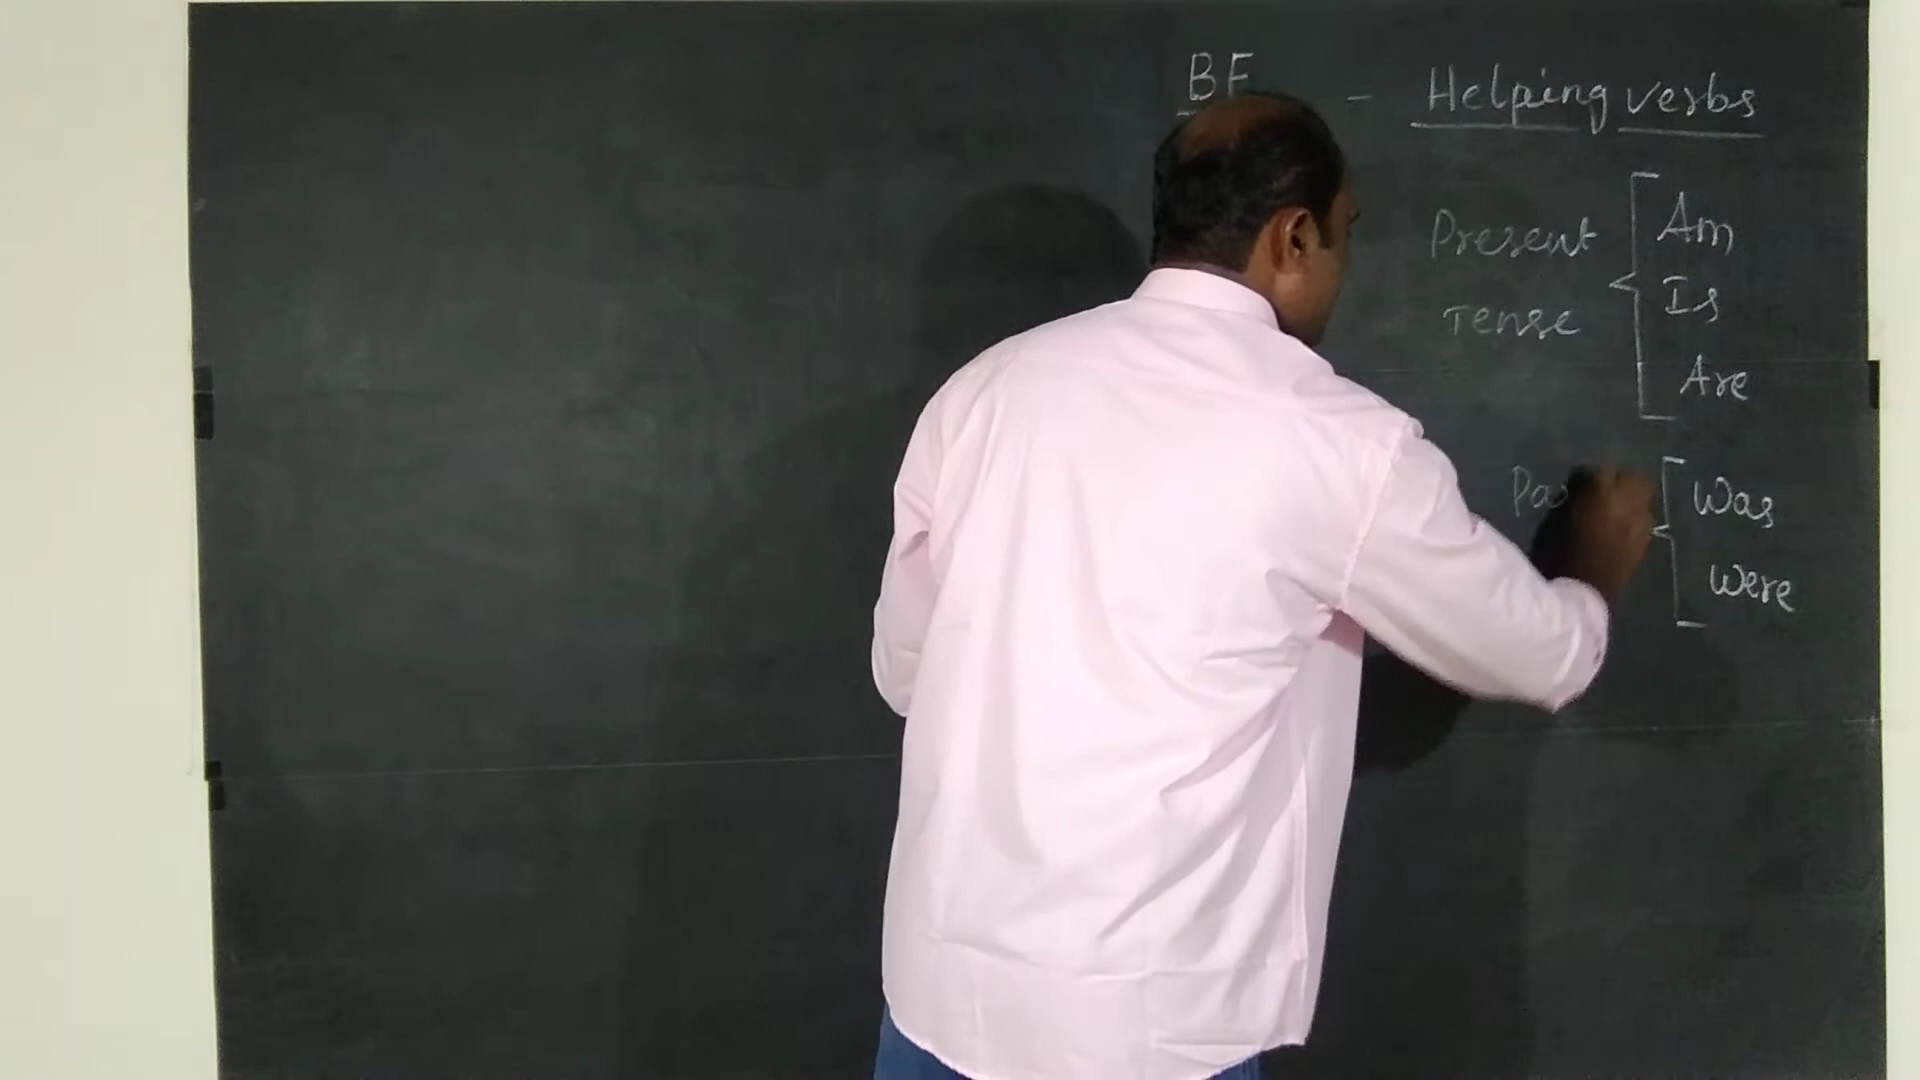 BE - Helping verbs
Present
Tense
Am
Is
Are
Was
Were